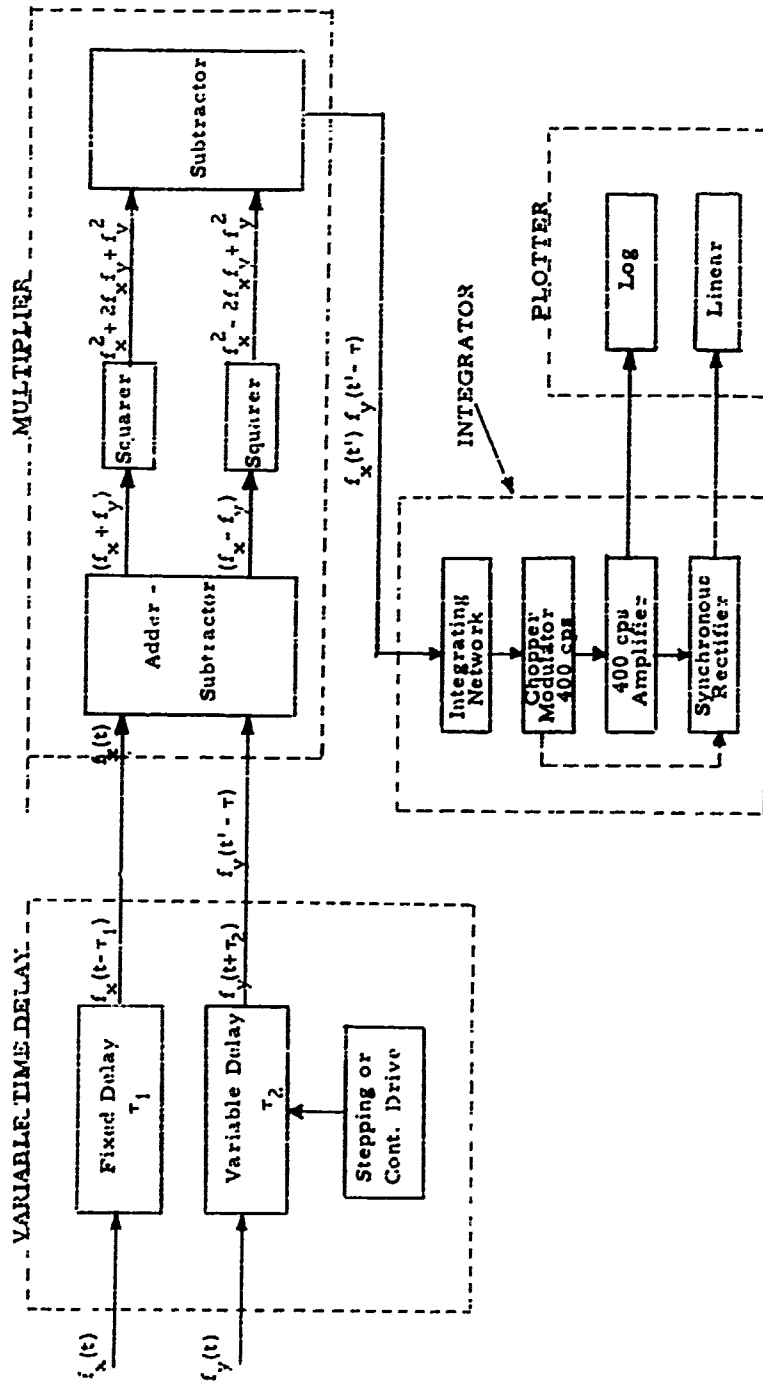 VARIABLE TIME DELAY
f_x(t)
Fixed Delay
τ_1
f_x(t-τ_1)
f_y(t)
Variable Delay
τ_2
f_y(t+τ_2)
Stepping or
Cont. Drive
f_x(t)
f_y(t' - τ)
MULTIPLIER
Adder -
Subtractor
(f_x + f_y)
(f_x - f_y)
Squarer
Squarer
f_x^2 + 2f_x f_y + f_y^2
f_x^2 - 2f_x f_y + f_y^2
Subtractor
f_x(t') f_y(t' - τ)
INTEGRATOR
Integrating
Network
Chopper
Modulator
400 cps
400 cps
Amplifier
Synchronous
Rectifier
PLOTTER
Log
Linear